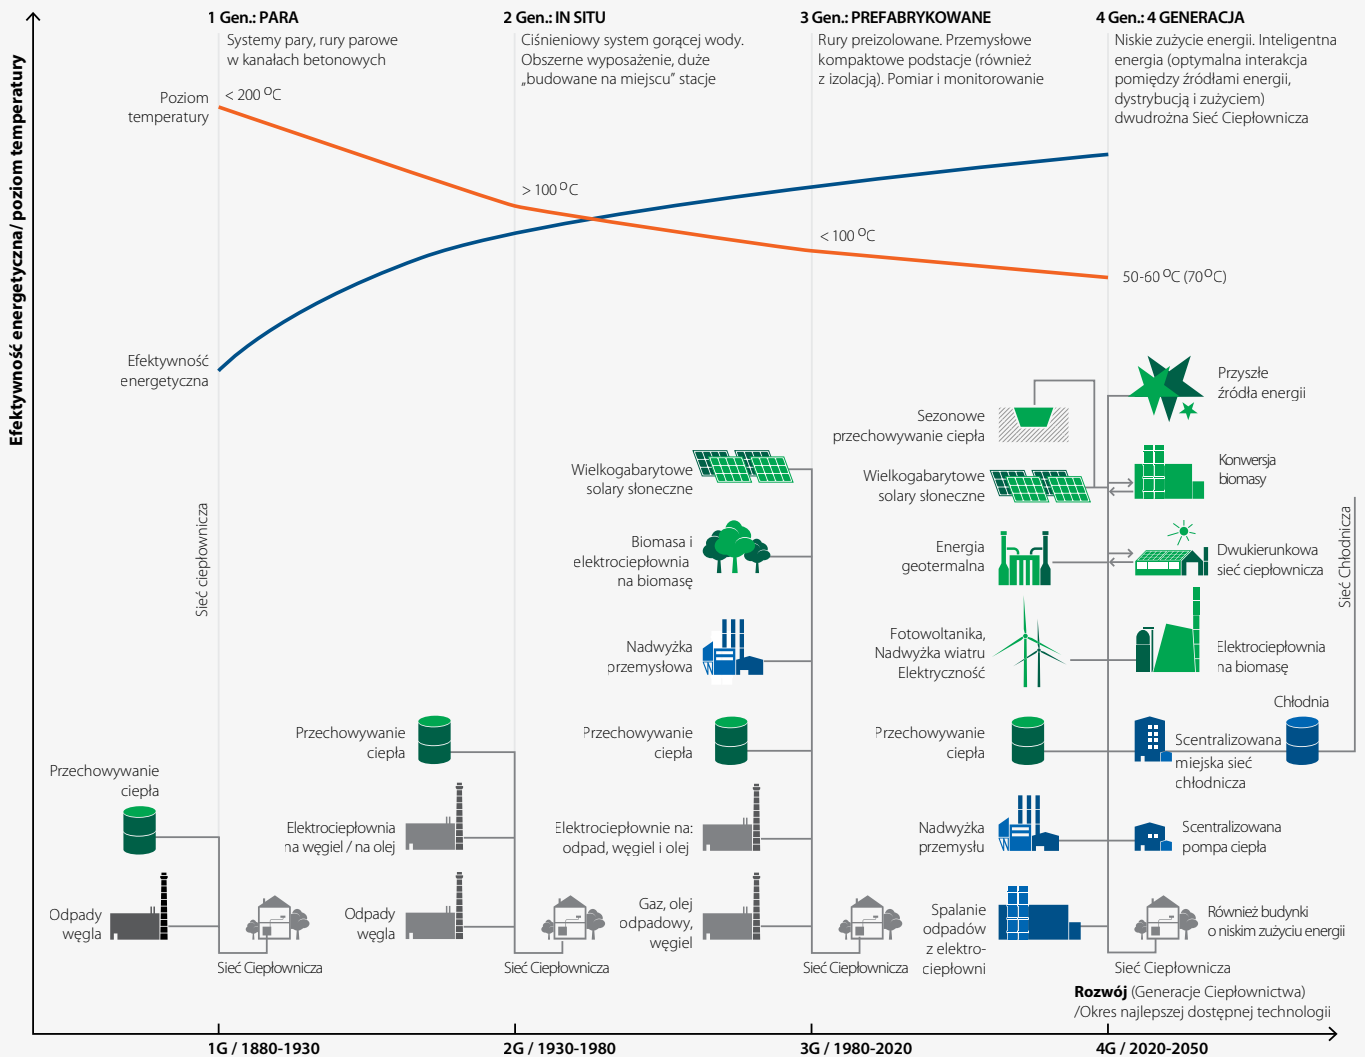 1 Gen.: PARA
Systemy pary, rury parowe
w kanałach betonowych
2 Gen.: IN SITU
Ciśnieniowy system gorącej wody.
Obszerne wyposażenie, duże
„budowane na miejscu” stacje
3 Gen.: PREFABRYKOWANE
Rury preizolowane. Przemysłowe
kompaktowe podstacje (również
z izolacją). Pomiar i monitorowanie
4 Gen.: 4 GENERACJA
Niskie zużycie energii. Inteligentna
energia (optymalna interakcja
pomiędzy źródłami energii,
dystrybucją i zużyciem)
dwudrożna Sieć Ciepłownicza
Efektywność energetyczna/ poziom temperatury
Poziom
temperatury
< 200 °C
> 100 °C
< 100 °C
50-60 °C (70°C)
Efektywność
energetyczna
Sieć ciepłownicza
Przechowywanie
ciepła
Odpady
węgla
Sieć Ciepłownicza
Przechowywanie
ciepła
Elektrociepłownia
na węgiel / na olej
Odpady
węgla
Sieć Ciepłownicza
Wielkogabarytowe
solary słoneczne
Biomasa i
elektrociepłownia
na biomasę
Nadwyżka
przemysłowa
Przechowywanie
ciepła
Elektrociepłownie na:
odpad, węgiel i olej
Gaz, olej
odpadowy,
węgiel
Sieć Ciepłownicza
Sezonowe
przechowywanie ciepła
Wielkogabarytowe
solary słoneczne
Energia
geotermalna
Fotowoltanika,
Nadwyżka wiatru
Elektryczność
Przechowywanie
ciepła
Nadwyżka
przemysłu
Spalanie
odpadów
z elektro-
ciepłowni
Przyszłe
źródła energii
Konwersja
biomasy
Dwukierunkowa
sieć ciepłownicza
Elektrociepłownia
na biomasę
Chłodnia
Scentralizowana
miejska sieć
chłodnicza
Scentralizowana
pompa ciepła
Również budynki
o niskim zużyciu energii
Sieć Ciepłownicza
Sieć Chłodnicza
Rozwój (Generacje Ciepłownictwa)
/Okres najlepszej dostępnej technologii
1G / 1880-1930
2G / 1930-1980
3G / 1980-2020
4G / 2020-2050